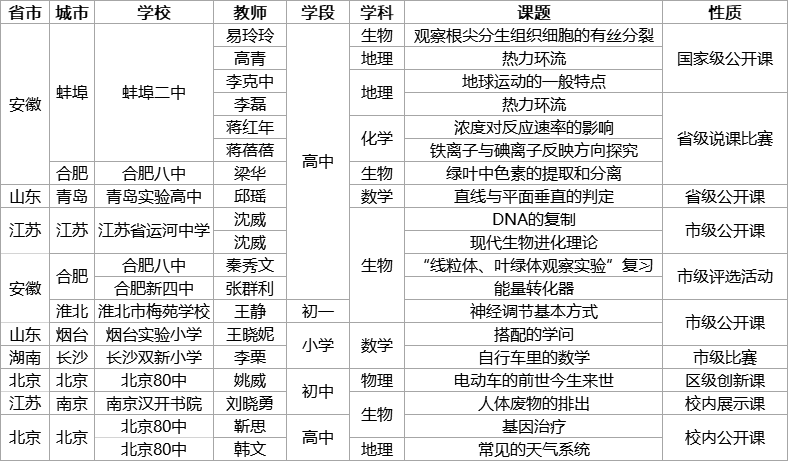 省市 城市 学校 教师 学段 学科 课题 性质
安徽 蚌埠 蚌埠二中 易玲玲 高中 生物 观察根尖分生组织细胞的有丝分裂 国家级公开课
高青 地理 热力环流
李克中 地理 地球运动的一般特点
李磊 热力环流 省级说课比赛
蒋红年 化学 浓度对反应速率的影响
蒋蓓蓓 铁离子与碘离子反映方向探究
合肥 合肥八中 梁华 生物 绿叶中色素的提取和分离
山东 青岛 青岛实验高中 邱瑶 数学 直线与平面垂直的判定 省级公开课
江苏 江苏 江苏省运河中学 沈威 生物 DNA的复制 市级公开课
沈威 现代生物进化理论
安徽 合肥 合肥八中 秦秀文 “线粒体、叶绿体观察实验”复习 市级评选活动
合肥新四中 张群利 能量转化器
淮北 淮北市梅苑学校 王静 初一 神经调节基本方式 市级公开课
山东 烟台 烟台实验小学 王晓妮 小学 数学 搭配的学问
湖南 长沙 长沙双新小学 李栗 自行车里的数学 市级比赛
北京 北京 北京80中 姚威 初中 物理 电动车的前世今生来世 区级创新课
江苏 南京 南京汉开书院 刘晓勇 生物 人体废物的排出 校内展示课
北京 北京 北京80中 靳思 高中 基因治疗 校内公开课
北京80中 韩文 地理 常见的天气系统